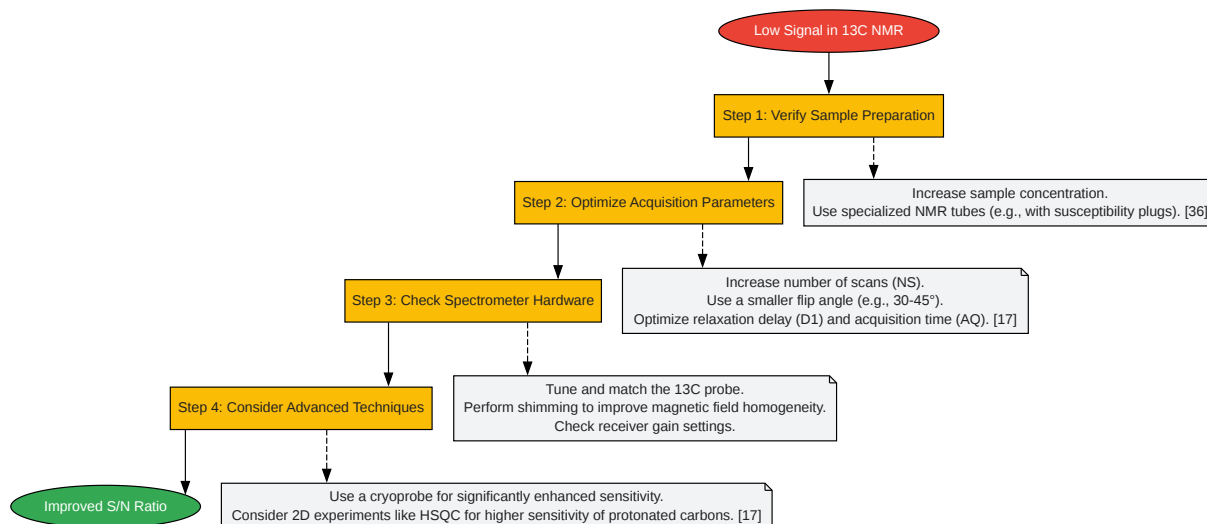 Low Signal in 13C NMR
Step 1: Verify Sample Preparation
Increase sample concentration.
Use specialized NMR tubes (e.g., with susceptibility plugs). [36]
Step 2: Optimize Acquisition Parameters
Increase number of scans (NS).
Use a smaller flip angle (e.g., 30-45°).
Optimize relaxation delay (D1) and acquisition time (AQ). [17]
Step 3: Check Spectrometer Hardware
Tune and match the 13C probe.
Perform shimming to improve magnetic field homogeneity.
Check receiver gain settings.
Step 4: Consider Advanced Techniques
Use a cryoprobe for significantly enhanced sensitivity.
Consider 2D experiments like HSQC for higher sensitivity of protonated carbons. [17]
Improved S/N Ratio